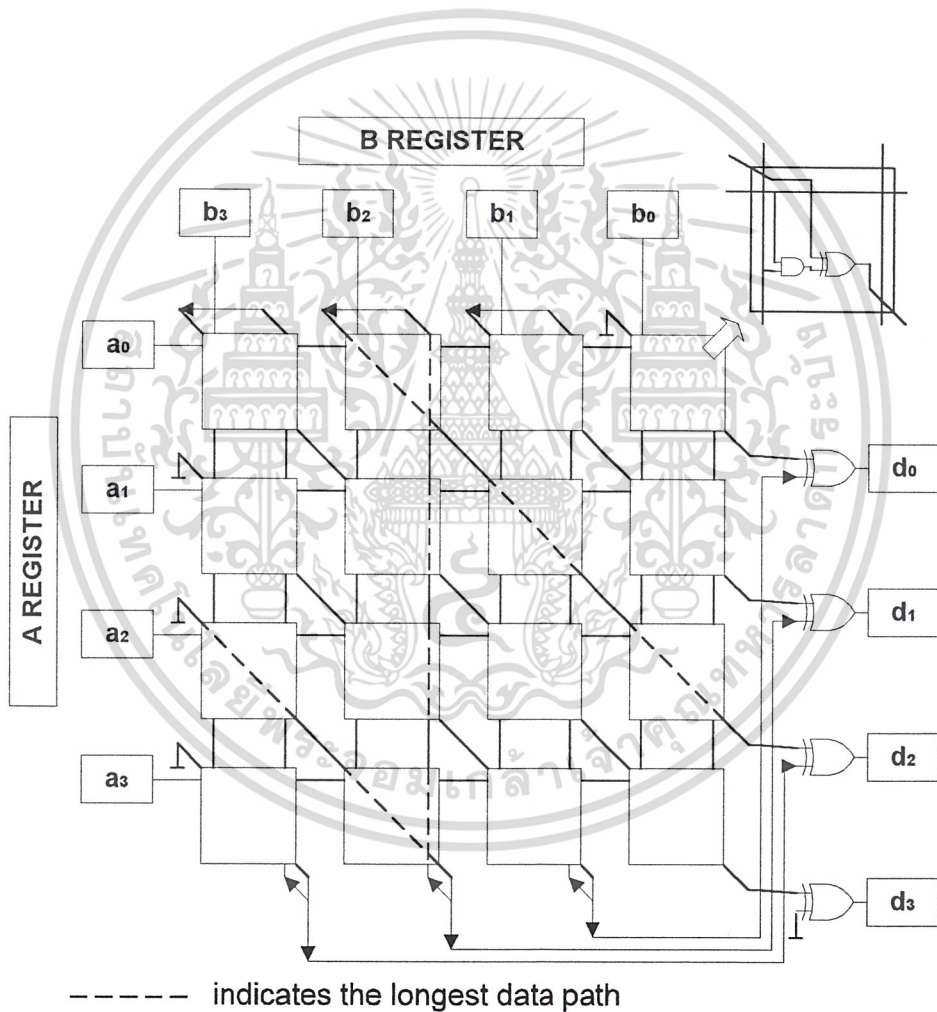 B REGISTER
b3 b2 b1 b0
a0
a1
a2
a3
A REGISTER
d0
d1
d2
d3
- - - - - - indicates the longest data path